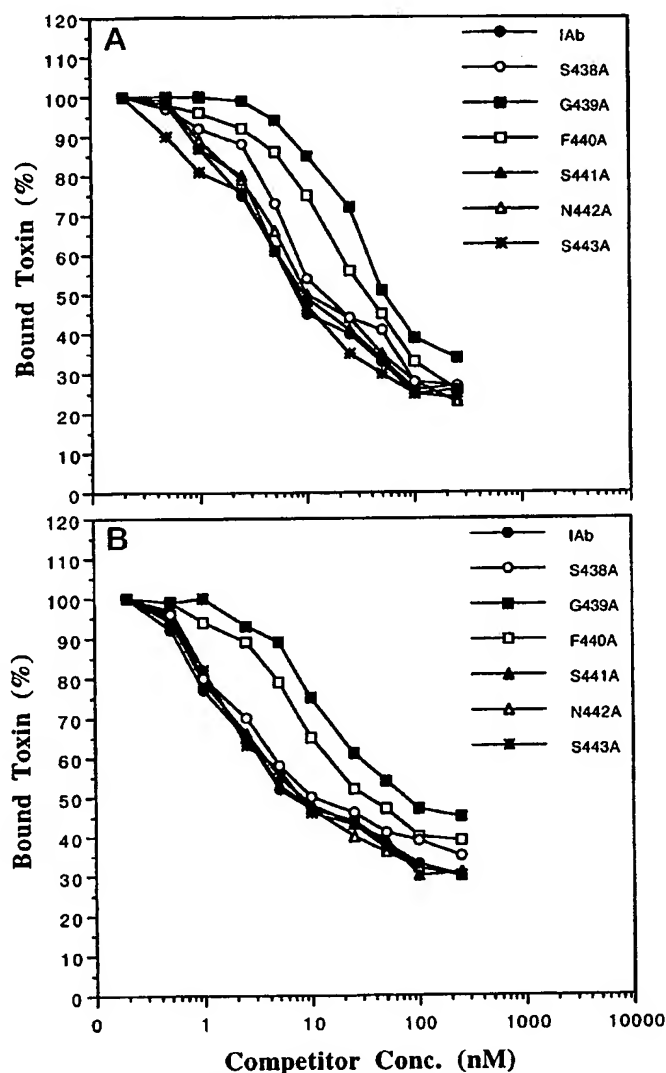 A
120
110
100
90
80
70
60
50
40
30
20
10
0
Bound Toxin (%)
IAb
S438A
G439A
F440A
S441A
N442A
S443A
B
120
110
100
90
80
70
60
50
40
30
20
10
0
Bound Toxin (%)
IAb
S438A
G439A
F440A
S441A
N442A
S443A
0 1 10 100 1000 10000
Competitor Conc. (nM)